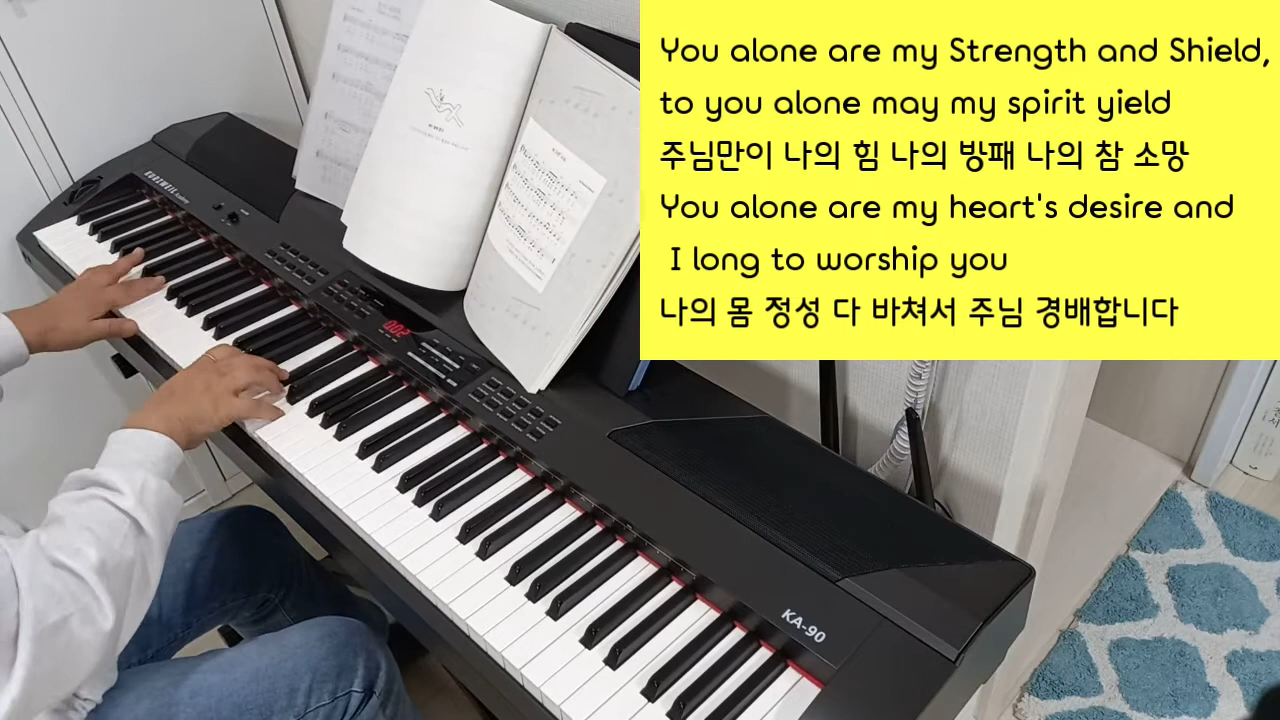 You alone are my Strength and Shield,
to you alone may my spirit yield
주님만이 나의 힘 나의 방패 나의 참 소망
You alone are my heart's desire and
I long to worship you
나의 몸 정성 다 바쳐서 주님 경배합니다
KURZWEIL
002
KA-90